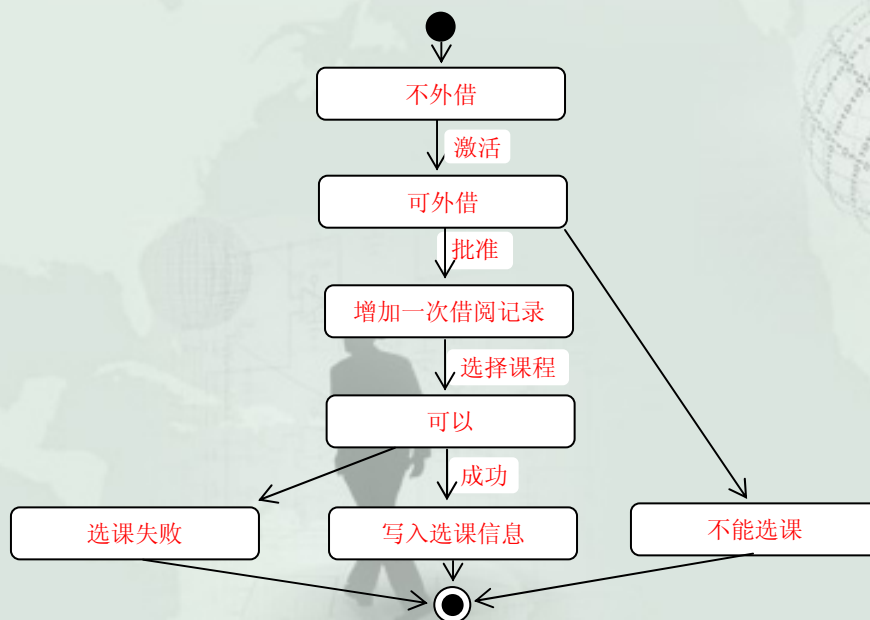 不外借
激活
可外借
批准
增加一次借阅记录
选择课程
可以
成功
选课失败
写入选课信息
不能选课